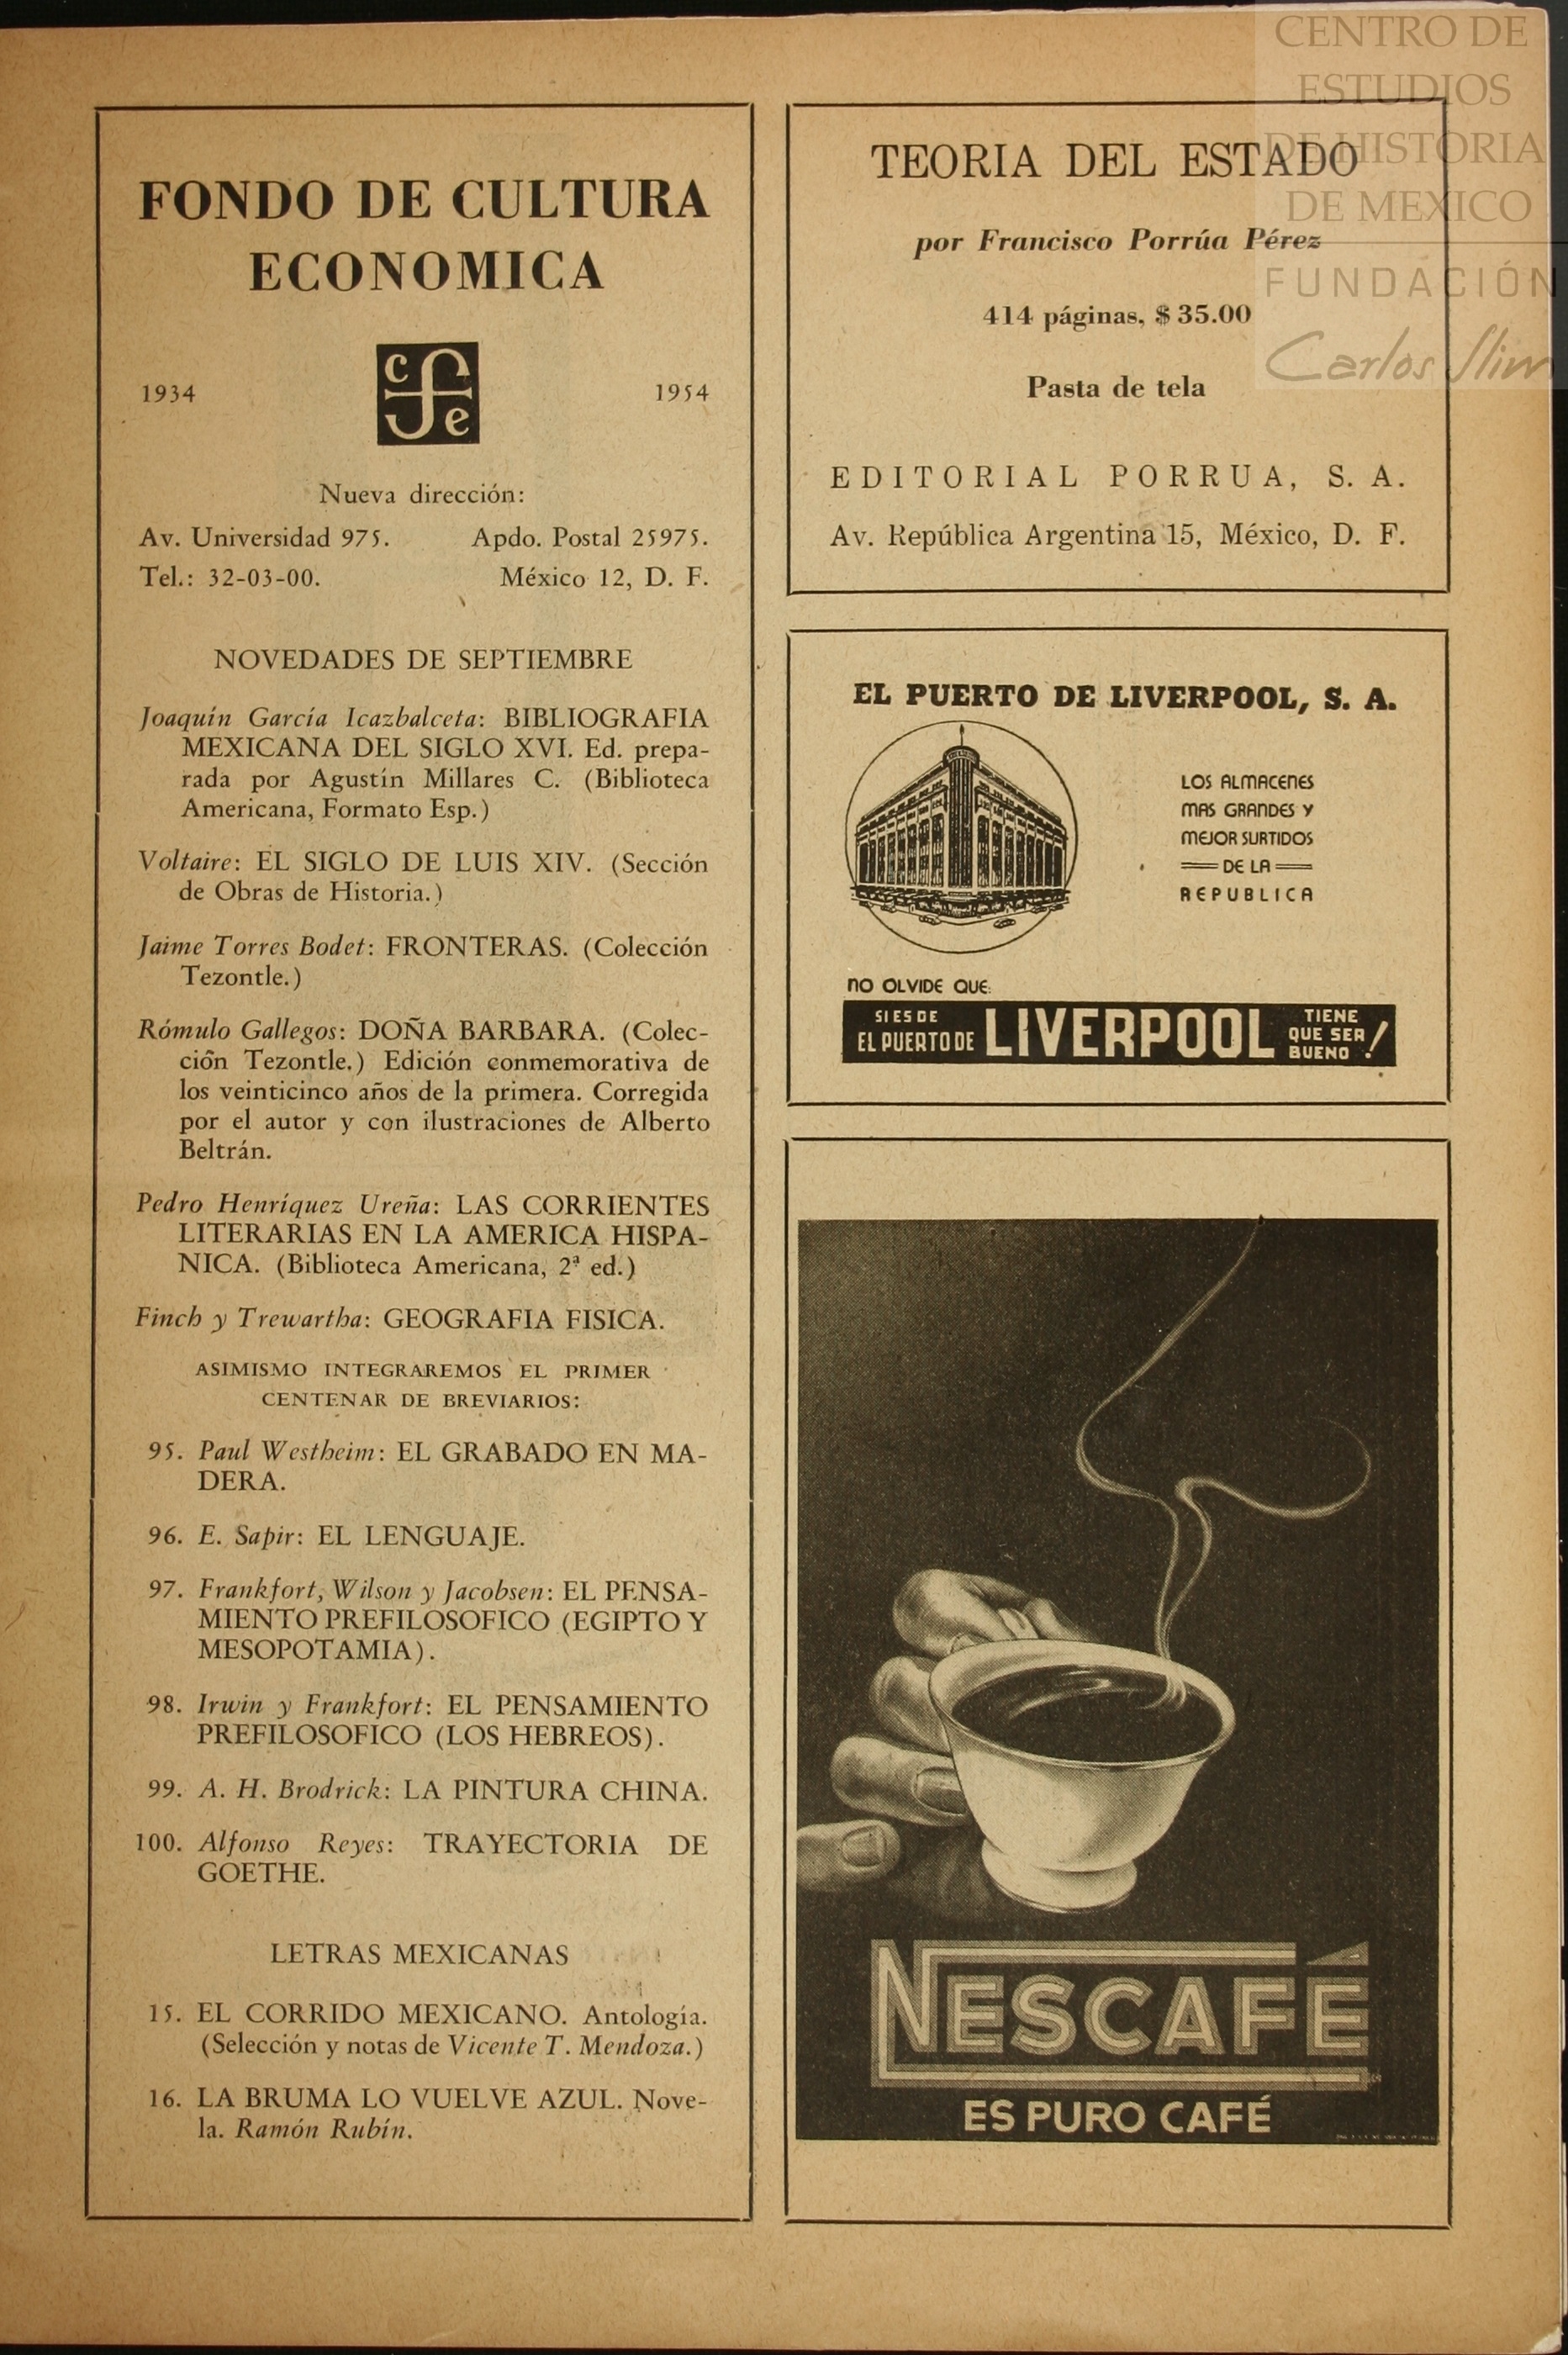 CENTRO DE
ESTUDIOS
DE HISTORIA
DE MEXICO
FUNDACIÓN
Carlos Slim
FONDO DE CULTURA
ECONOMICA
1934 cfe 1954
Nueva dirección:
Av. Universidad 975. Apdo. Postal 25975.
Tel.: 32-03-00. México 12, D. F.
NOVEDADES DE SEPTIEMBRE
Joaquín García Icazbalceta: BIBLIOGRAFIA
MEXICANA DEL SIGLO XVI. Ed. prepa-
rada por Agustín Millares C. (Biblioteca
Americana, Formato Esp.)
Voltaire: EL SIGLO DE LUIS XIV. (Sección
de Obras de Historia.)
Jaime Torres Bodet: FRONTERAS. (Colección
Tezontle.)
Rómulo Gallegos: DOÑA BARBARA. (Colec-
ción Tezontle.) Edición conmemorativa de
los veinticinco años de la primera. Corregida
por el autor y con ilustraciones de Alberto
Beltrán.
Pedro Henríquez Ureña: LAS CORRIENTES
LITERARIAS EN LA AMERICA HISPA-
NICA. (Biblioteca Americana, 2ª ed.)
Finch y Trewartha: GEOGRAFIA FISICA.
ASIMISMO INTEGRAREMOS EL PRIMER
CENTENAR DE BREVIARIOS:
95. Paul Westheim: EL GRABADO EN MA-
DERA.
96. E. Sapir: EL LENGUAJE.
97. Frankfort, Wilson y Jacobsen: EL PENSA-
MIENTO PREFILOSOFICO (EGIPTO Y
MESOPOTAMIA).
98. Irwin y Frankfort: EL PENSAMIENTO
PREFILOSOFICO (LOS HEBREOS).
99. A. H. Brodrick: LA PINTURA CHINA.
100. Alfonso Reyes: TRAYECTORIA DE
GOETHE.
LETRAS MEXICANAS
15. EL CORRIDO MEXICANO. Antología.
(Selección y notas de Vicente T. Mendoza.)
16. LA BRUMA LO VUELVE AZUL. Nove-
la. Ramón Rubín.
TEORIA DEL ESTADO
por Francisco Porrúa Pérez
414 páginas, $ 35.00
Pasta de tela
EDITORIAL PORRUA, S. A.
Av. República Argentina 15, México, D. F.
EL PUERTO DE LIVERPOOL, S. A.
LOS ALMACENES
MAS GRANDES Y
MEJOR SURTIDOS
DE LA
REPUBLICA
NO OLVIDE QUE:
SI ES DE
EL PUERTO DE LIVERPOOL TIENE
QUE SER
BUENO !
NESCAFÉ
ES PURO CAFÉ